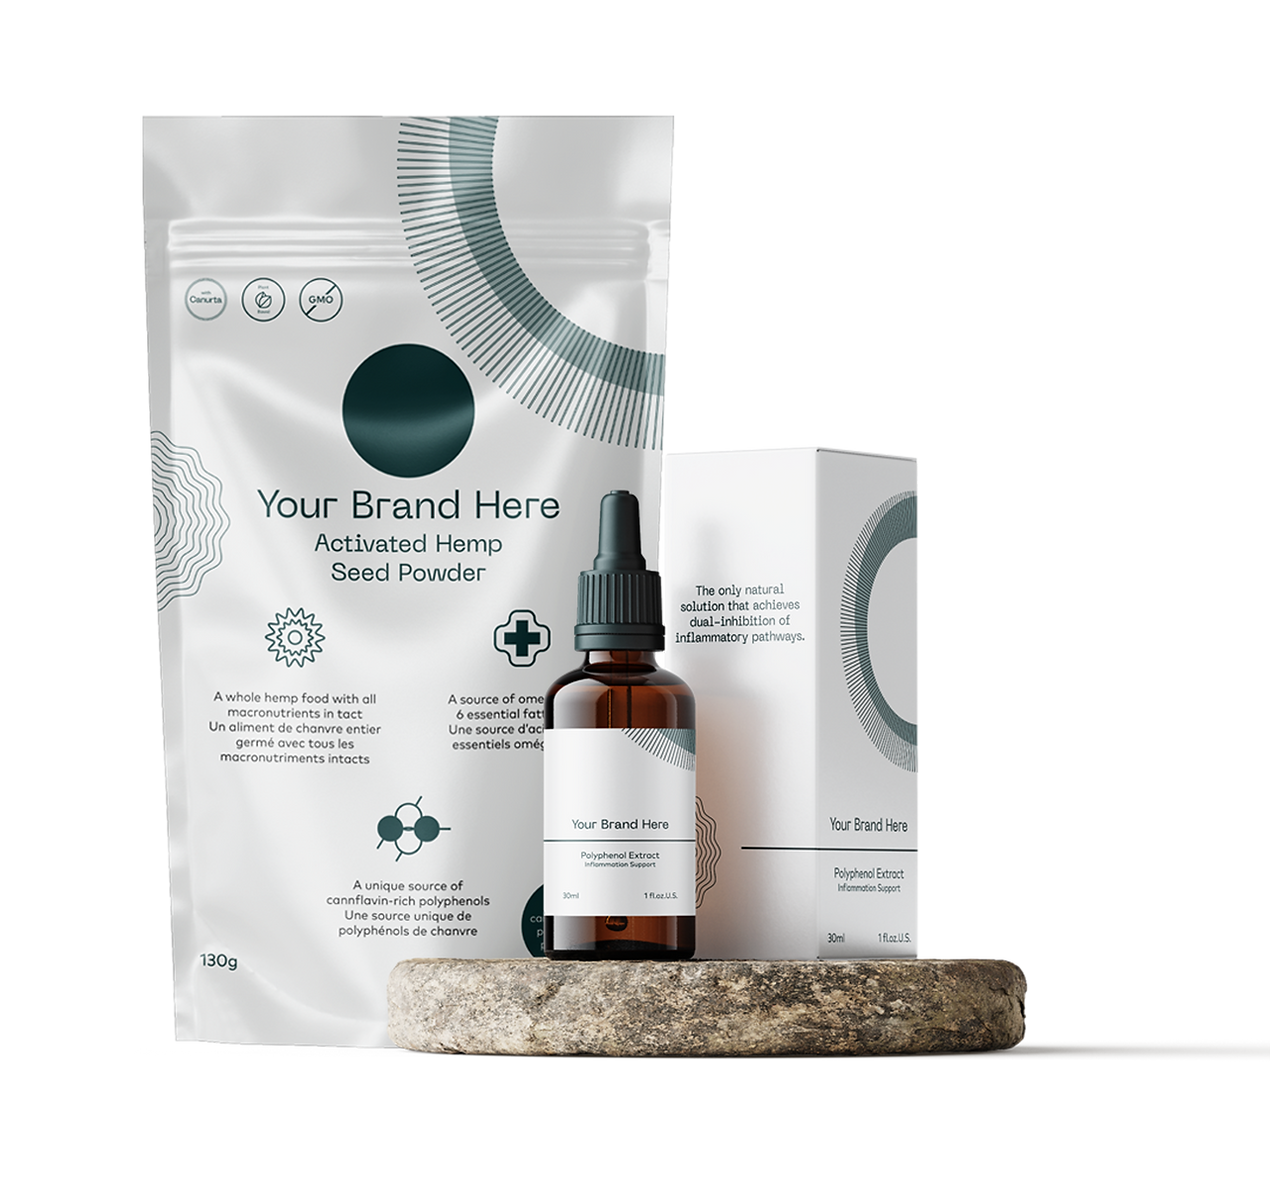 with
Canurta
Plant
Based
GMO
Your Brand Here
Activated Hemp
Seed Powder
A whole hemp food with all
macronutrients in tact
Un aliment de chanvre entier
germé avec tous les
macronutriments intacts
A source of ome
6 essential fatt
Une source d'aci
essentiels omég
A unique source of
cannflavin-rich polyphenols
Une source unique de
polyphénols de chanvre
130g
Your Brand Here
Polyphenol Extract
Inflammation Support
30ml 1 fl.oz.U.S.
The only natural
solution that achieves
dual-inhibition of
inflammatory pathways.
Your Brand Here
Polyphenol Extract
Inflammation Support
30ml 1 fl.oz.U.S.